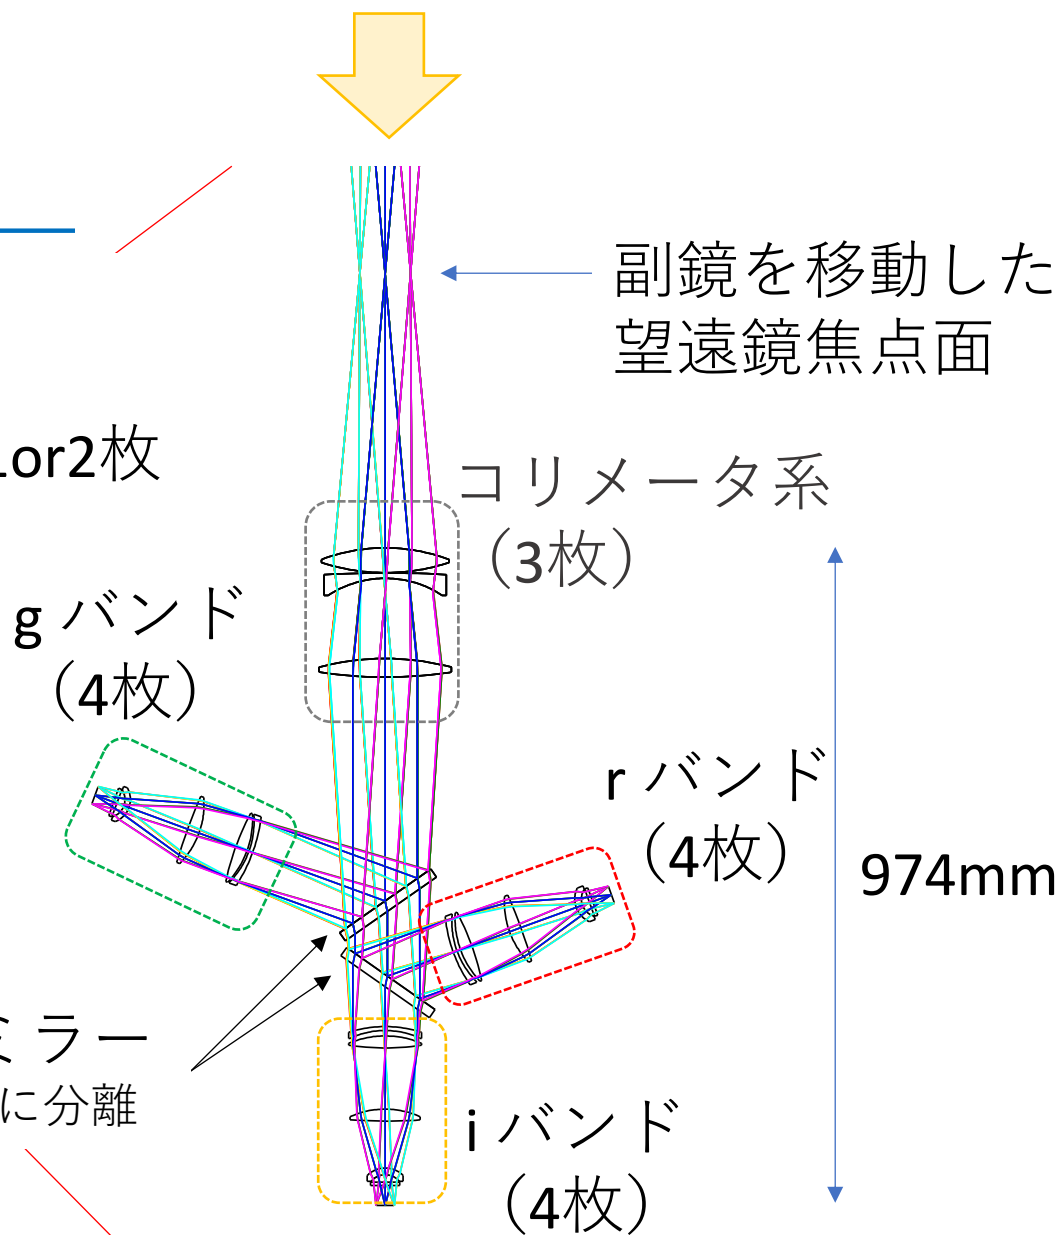 副鏡を移動した
望遠鏡焦点面
1or2枚
コリメータ系
（3枚）
g バンド
（4枚）
r バンド
（4枚）
974mm
ミラー
に分離
i バンド
（4枚）